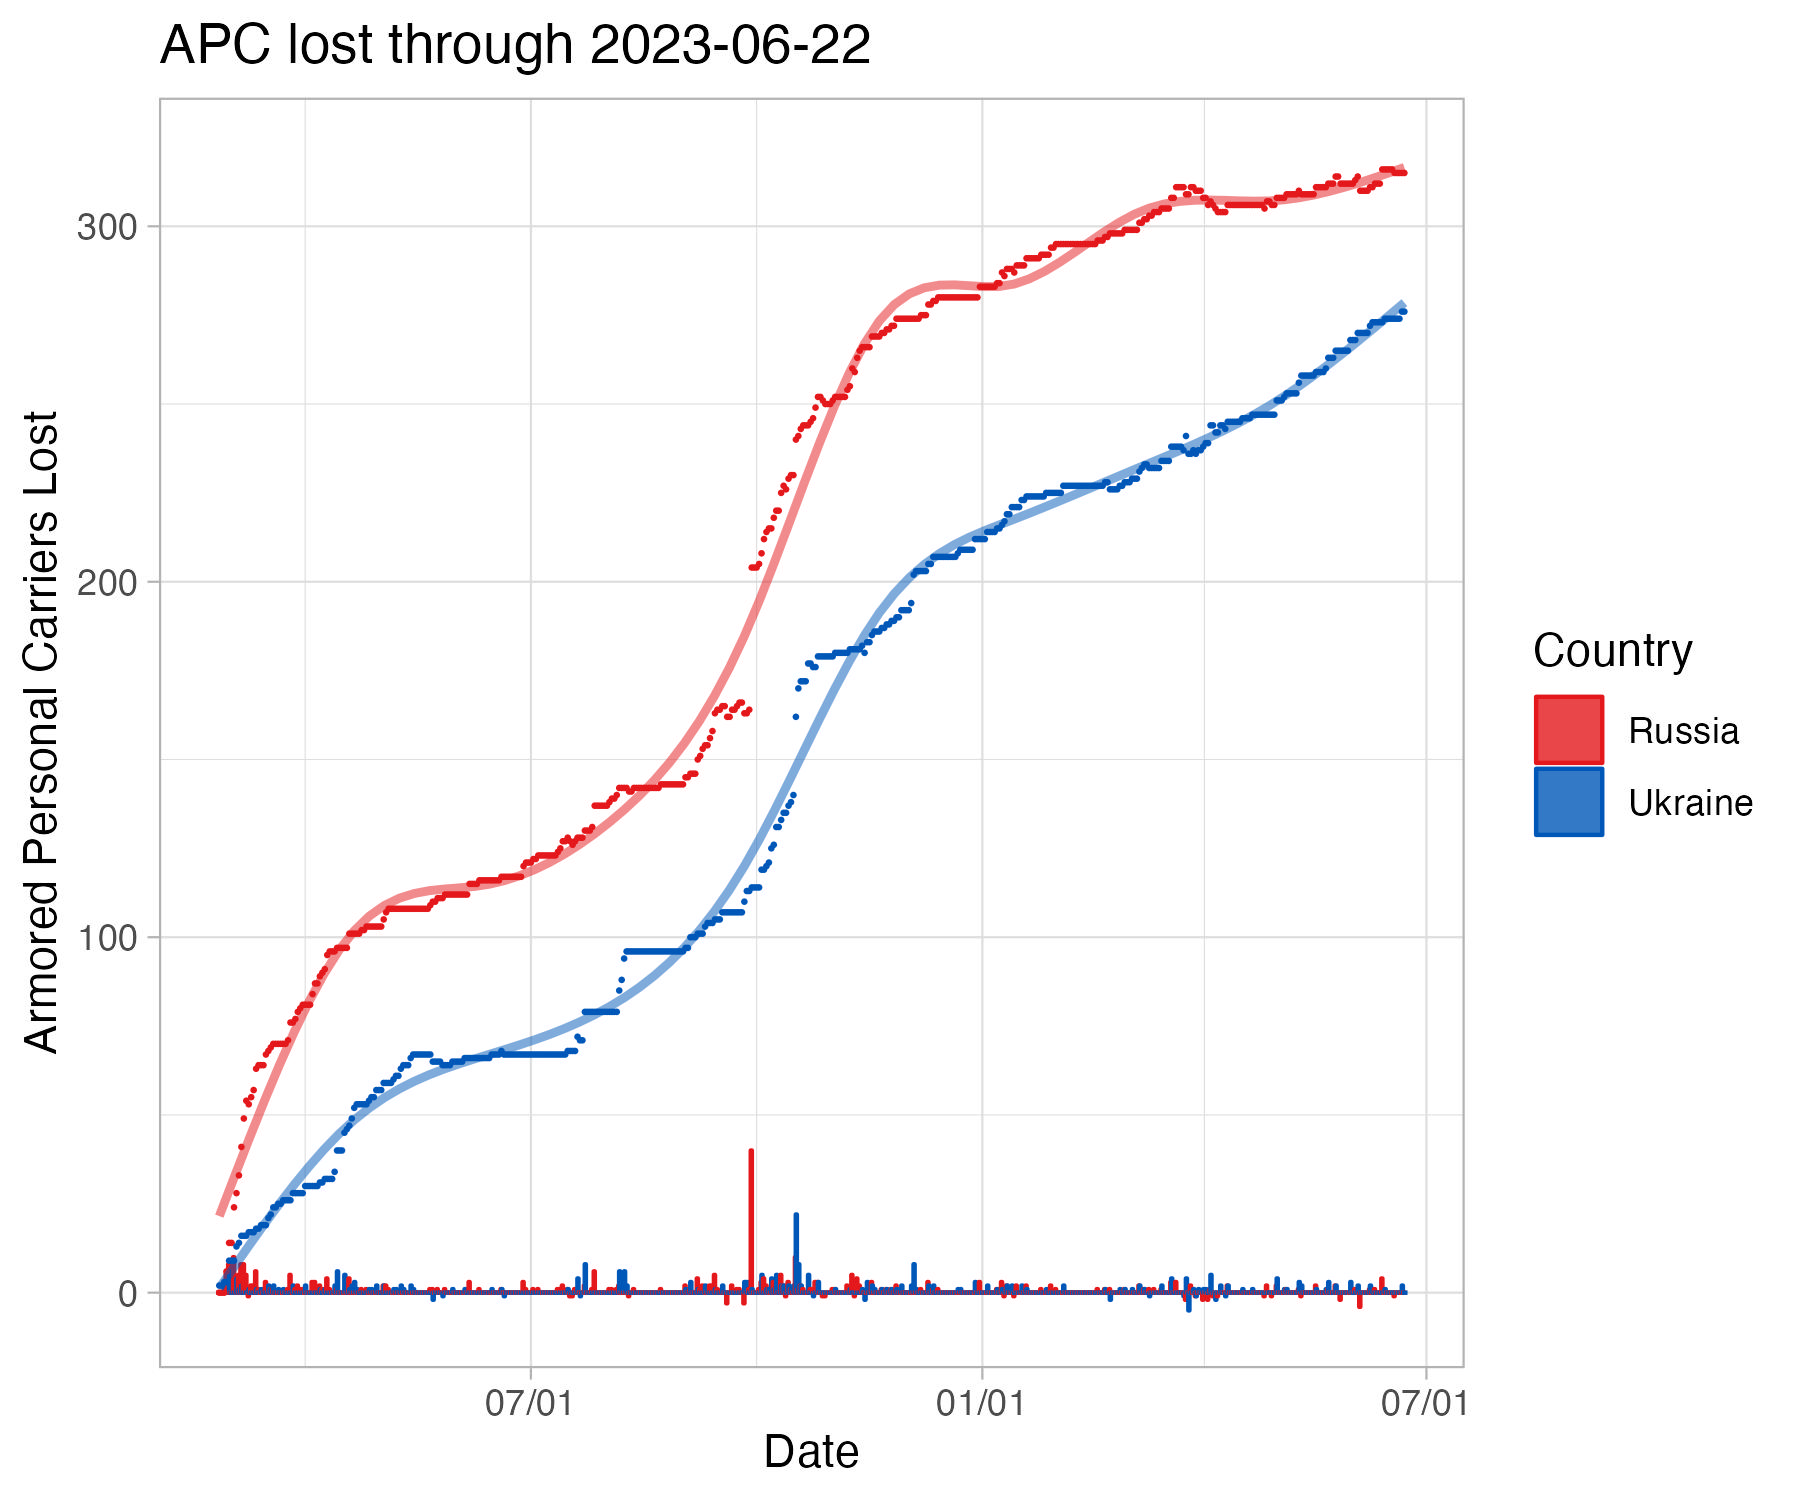 APC lost through 2023-06-22
Armored Personal Carriers Lost
300
200
100
0
07/01
01/01
07/01
Date
Country
Russia
Ukraine